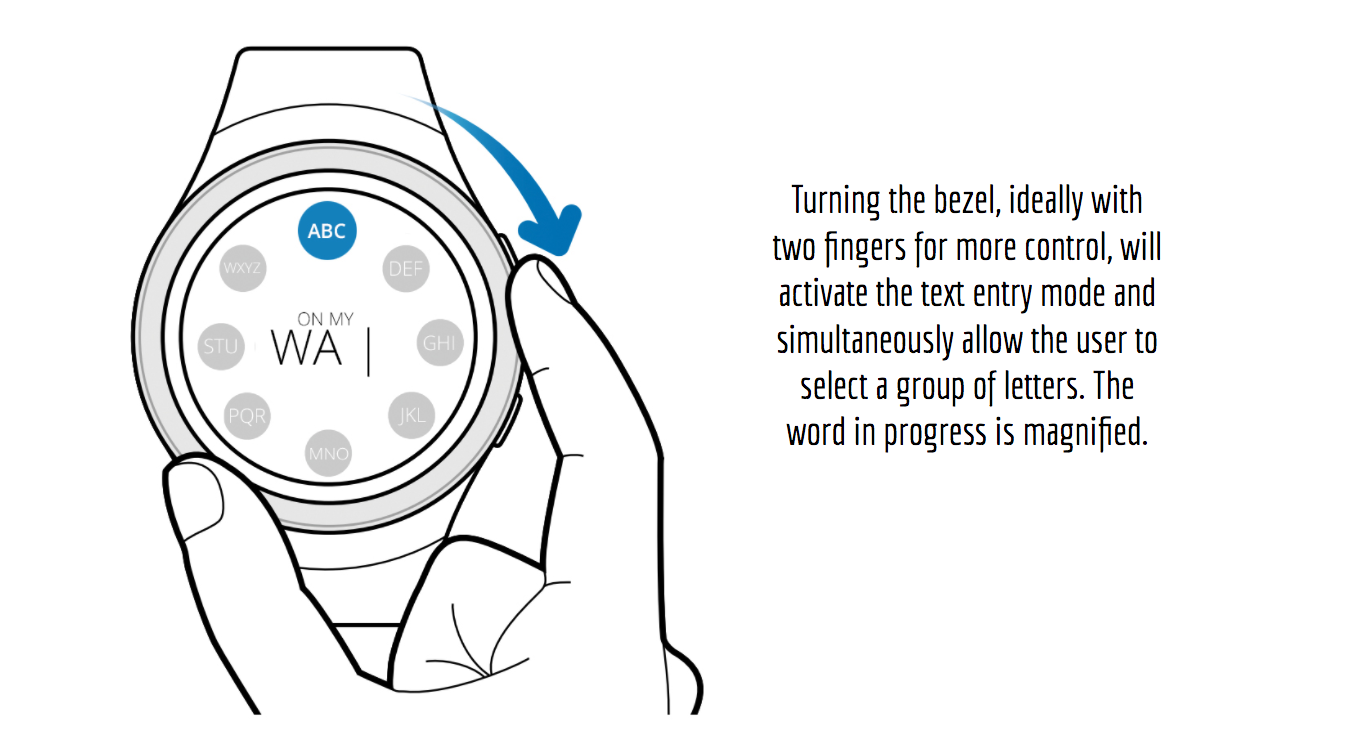 ABC
WXYZ
DEF
ON MY
WA
STU
GHI
PQR
JKL
MNO
Turning the bezel, ideally with
two fingers for more control, will
activate the text entry mode and
simultaneously allow the user to
select a group of letters. The
word in progress is magnified.